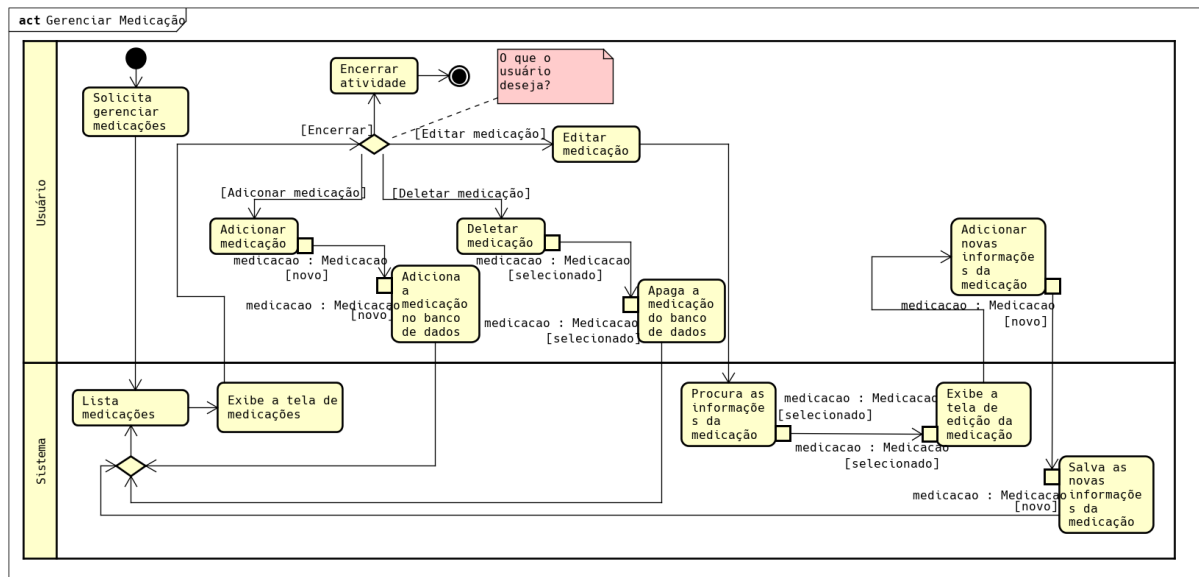 act Gerenciar Medicação
Usuário
Solicita
gerenciar
medicações
Encerrar
atividade
O que o
usuário
deseja?
[Encerrar]
[Editar medicação]
Editar
medicação
[Adiconar medicação]
[Deletar medicação]
Adicionar
medicação
medicacao : Medicacao
[novo]
medicacao : Medicacao
[novo]
Adiciona
a
medicação
no banco
de dados
Deletar
medicação
medicacao : Medicacao
[selecionado]
medicacao : Medicacao
[selecionado]
Apaga a
medicação
do banco
de dados
Adicionar
novas
informaçõe
s da
medicação
medicacao : Medicacao
[novo]
Sistema
Lista
medicações
Exibe a tela de
medicações
Procura as
informaçõe
s da
medicação
medicacao : Medicacao
[selecionado]
medicacao : Medicacao
[selecionado]
Exibe a
tela de
edição da
medicação
medicacao : Medicacao
[novo]
Salva as
novas
informaçõe
s da
medicação